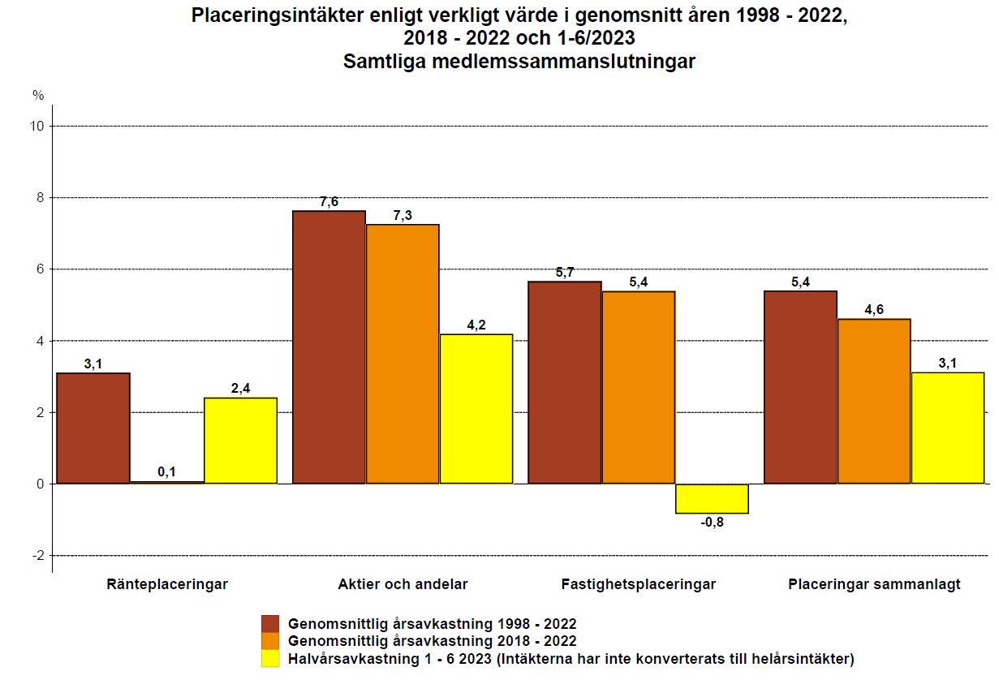 Placeringsintäkter enligt verkligt värde i genomsnitt åren 1998 - 2022,
2018 - 2022 och 1-6/2023
Samtliga medlemssammanslutningar
%
10
8
6
4
2
0
-2
3,1
0,1
2,4
7,6
7,3
4,2
5,7
5,4
-0,8
5,4
4,6
3,1
Ränteplaceringar
Aktier och andelar
Fastighetsplaceringar
Placeringar sammanlagt
Genomsnittlig årsavkastning 1998 - 2022
Genomsnittlig årsavkastning 2018 - 2022
Halvårsavkastning 1 - 6 2023 (Intäkterna har inte konverterats till helårsintäkter)